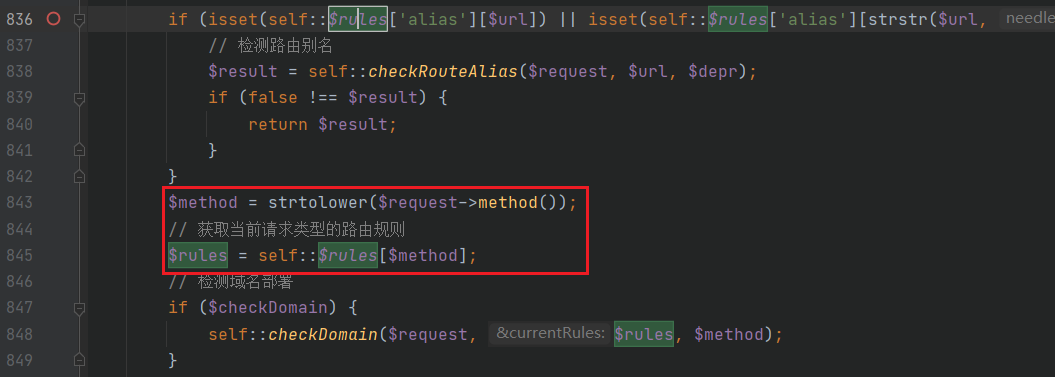 836 if (isset(self::$rules['alias'][$url]) || isset(self::$rules['alias'][strstr($url, needle
837 // 检测路由别名
838 $result = self::checkRouteAlias($request, $url, $depr);
839 if (false !== $result) {
840 return $result;
841 }
842 }
843 $method = strtolower($request->method());
844 // 获取当前请求类型的路由规则
845 $rules = self::$rules[$method];
846 // 检测域名部署
847 if ($checkDomain) {
848 self::checkDomain($request, &currentRules: $rules, $method);
849 }